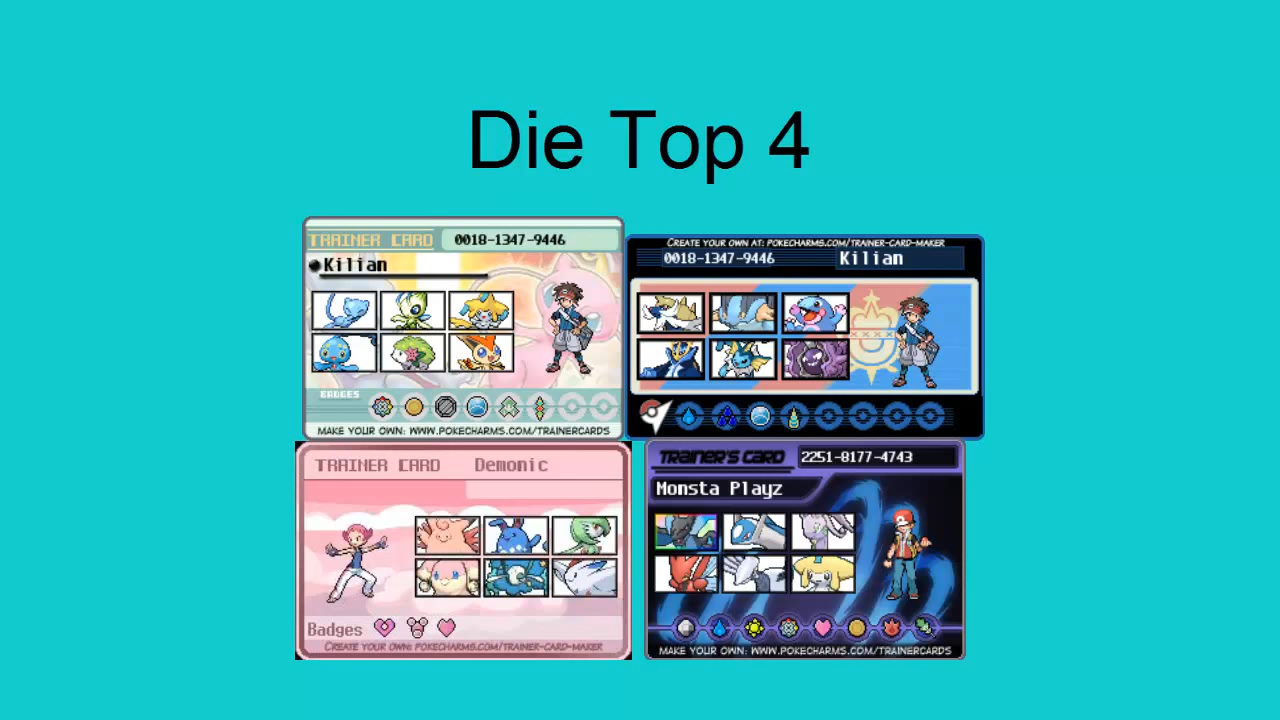 Die Top 4
TRAINER CARD 0018-1347-9446
Kilian
BADGES
MAKE YOUR OWN: WWW.POKECHARMS.COM/TRAINERCARDS
CREATE YOUR OWN AT: POKECHARMS.COM/TRAINER-CARD-MAKER
0018-1347-9446 Kilian
TRAINER CARD Demonic
Badges
CREATE YOUR OWN: POKECHARMS.COM/TRAINER-CARD-MAKER
TRAINER'S CARD 2251-8177-4743
Monsta Playz
MAKE YOUR OWN: WWW.POKECHARMS.COM/TRAINERCARDS